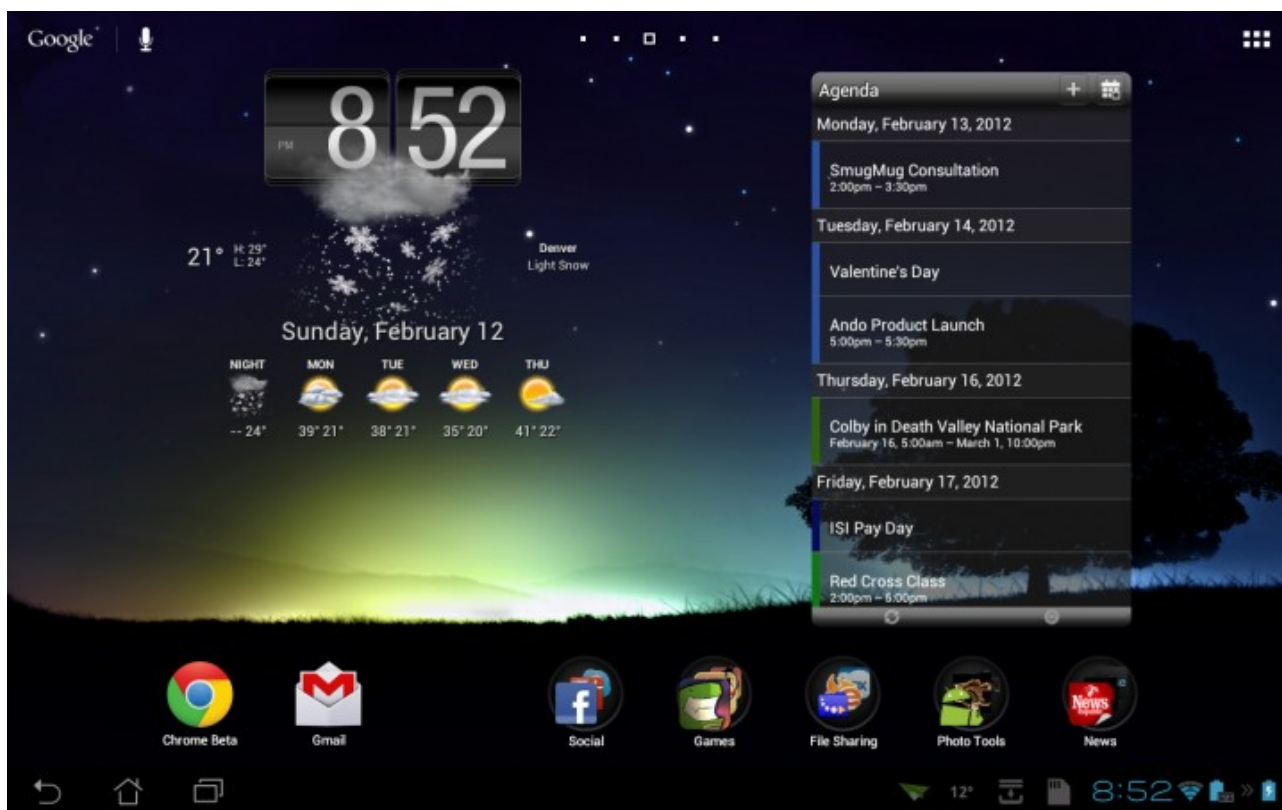 Google+
8 52
PM
Agenda
Monday, February 13, 2012
SmugMug Consultation
2:00pm – 3:30pm
Tuesday, February 14, 2012
Valentine's Day
Ando Product Launch
5:00pm – 5:30pm
Thursday, February 16, 2012
Colby in Death Valley National Park
February 16, 5:00am – March 1, 10:00pm
Friday, February 17, 2012
ISI Pay Day
Red Cross Class
2:00pm – 5:00pm
21° H: 29°
L: 24°
Denver
Light Snow
Sunday, February 12
NIGHT MON TUE WED THU
-- 24° 39° 21° 38° 21° 35° 20° 41° 22°
News
Chrome Beta Gmail Social Games File Sharing Photo Tools News
12° 8:52